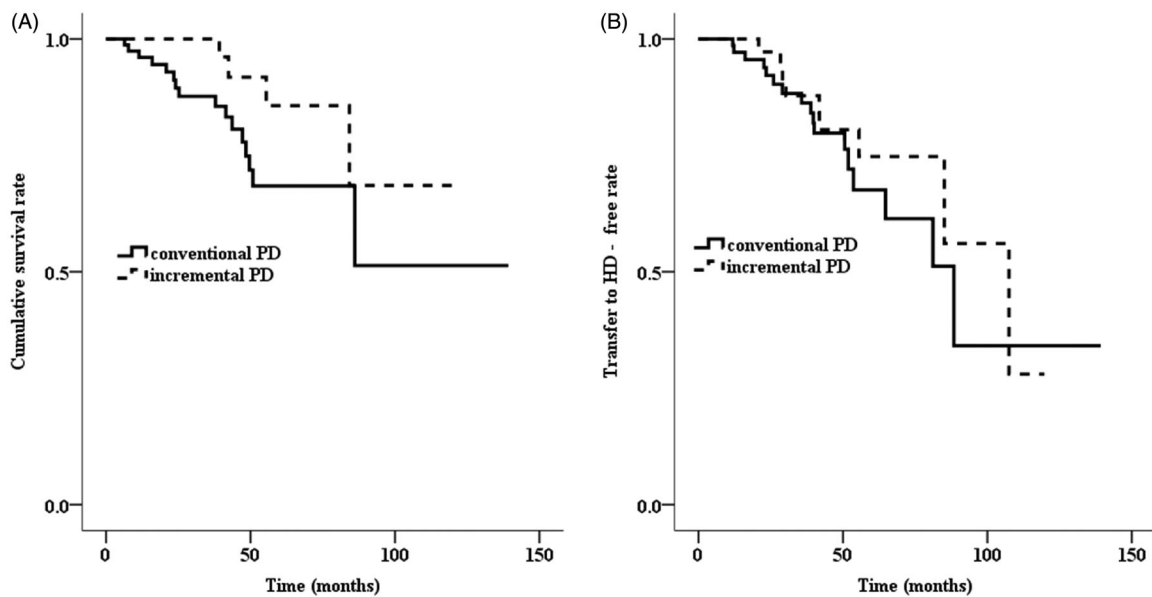 (A)
1.0
0.5
0.0
Cumulative survival rate
conventional PD
incremental PD
0
50
100
150
Time (months)
(B)
1.0
0.5
0.0
Transfer to HD - free rate
conventional PD
incremental PD
0
50
100
150
Time (months)